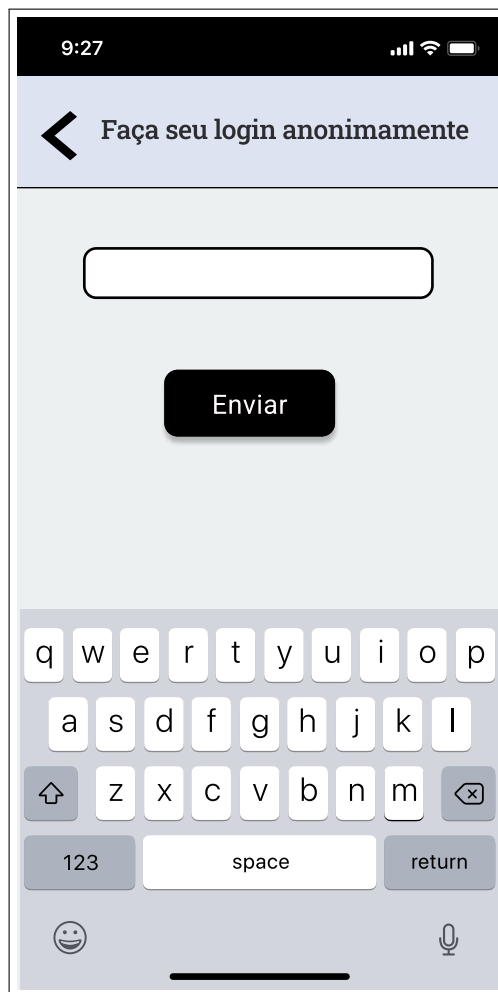 9:27
Faça seu login anonimamente
Enviar
q w e r t y u i o p
a s d f g h j k l
z x c v b n m
123 space return